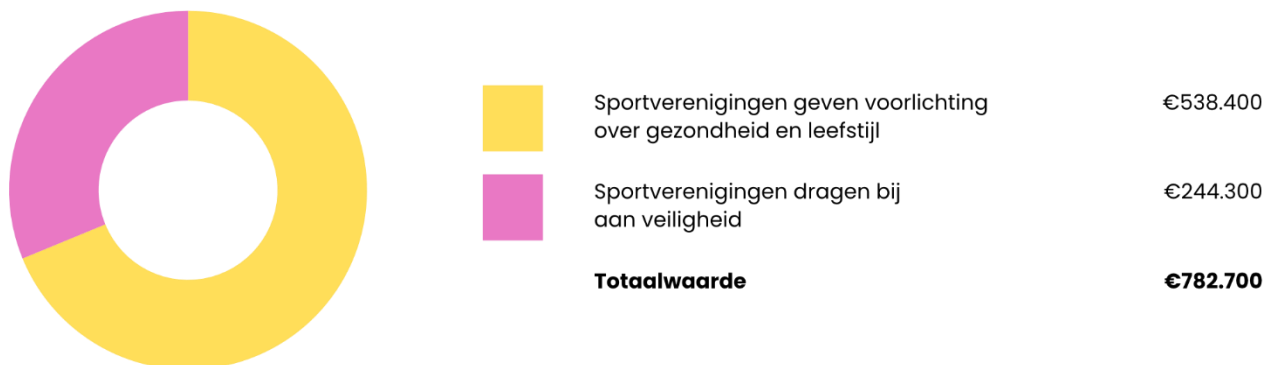 Sportverenigingen geven voorlichting
over gezondheid en leefstijl
€538.400
Sportverenigingen dragen bij
aan veiligheid
€244.300
Totaalwaarde
€782.700